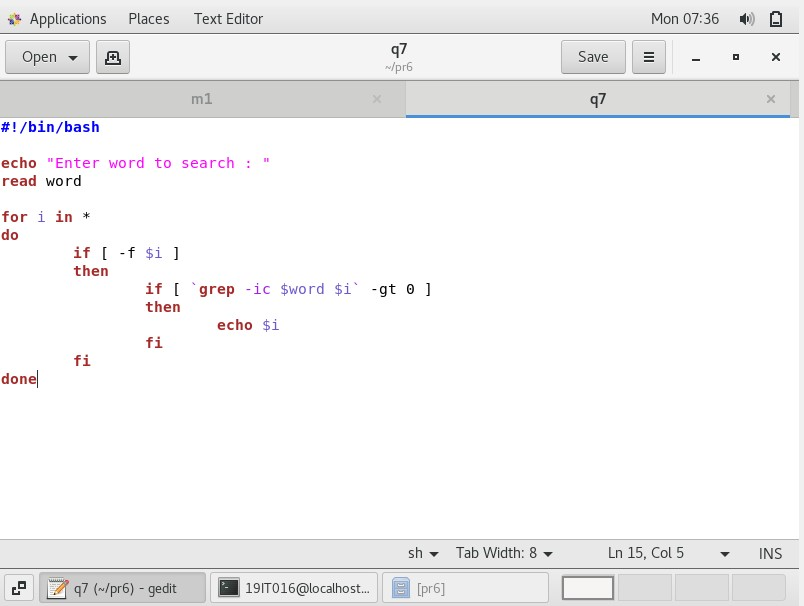 Applications Places Text Editor Mon 07:36
Open q7 Save
~/pr6
m1 × q7 ×
#!/bin/bash

echo "Enter word to search : "
read word

for i in *
do
        if [ -f $i ]
        then
                if [ `grep -ic $word $i` -gt 0 ]
                then
                        echo $i
                fi
        fi
done
sh Tab Width: 8 Ln 15, Col 5 INS
q7 (~/pr6) - gedit 19IT016@localhost... [pr6]